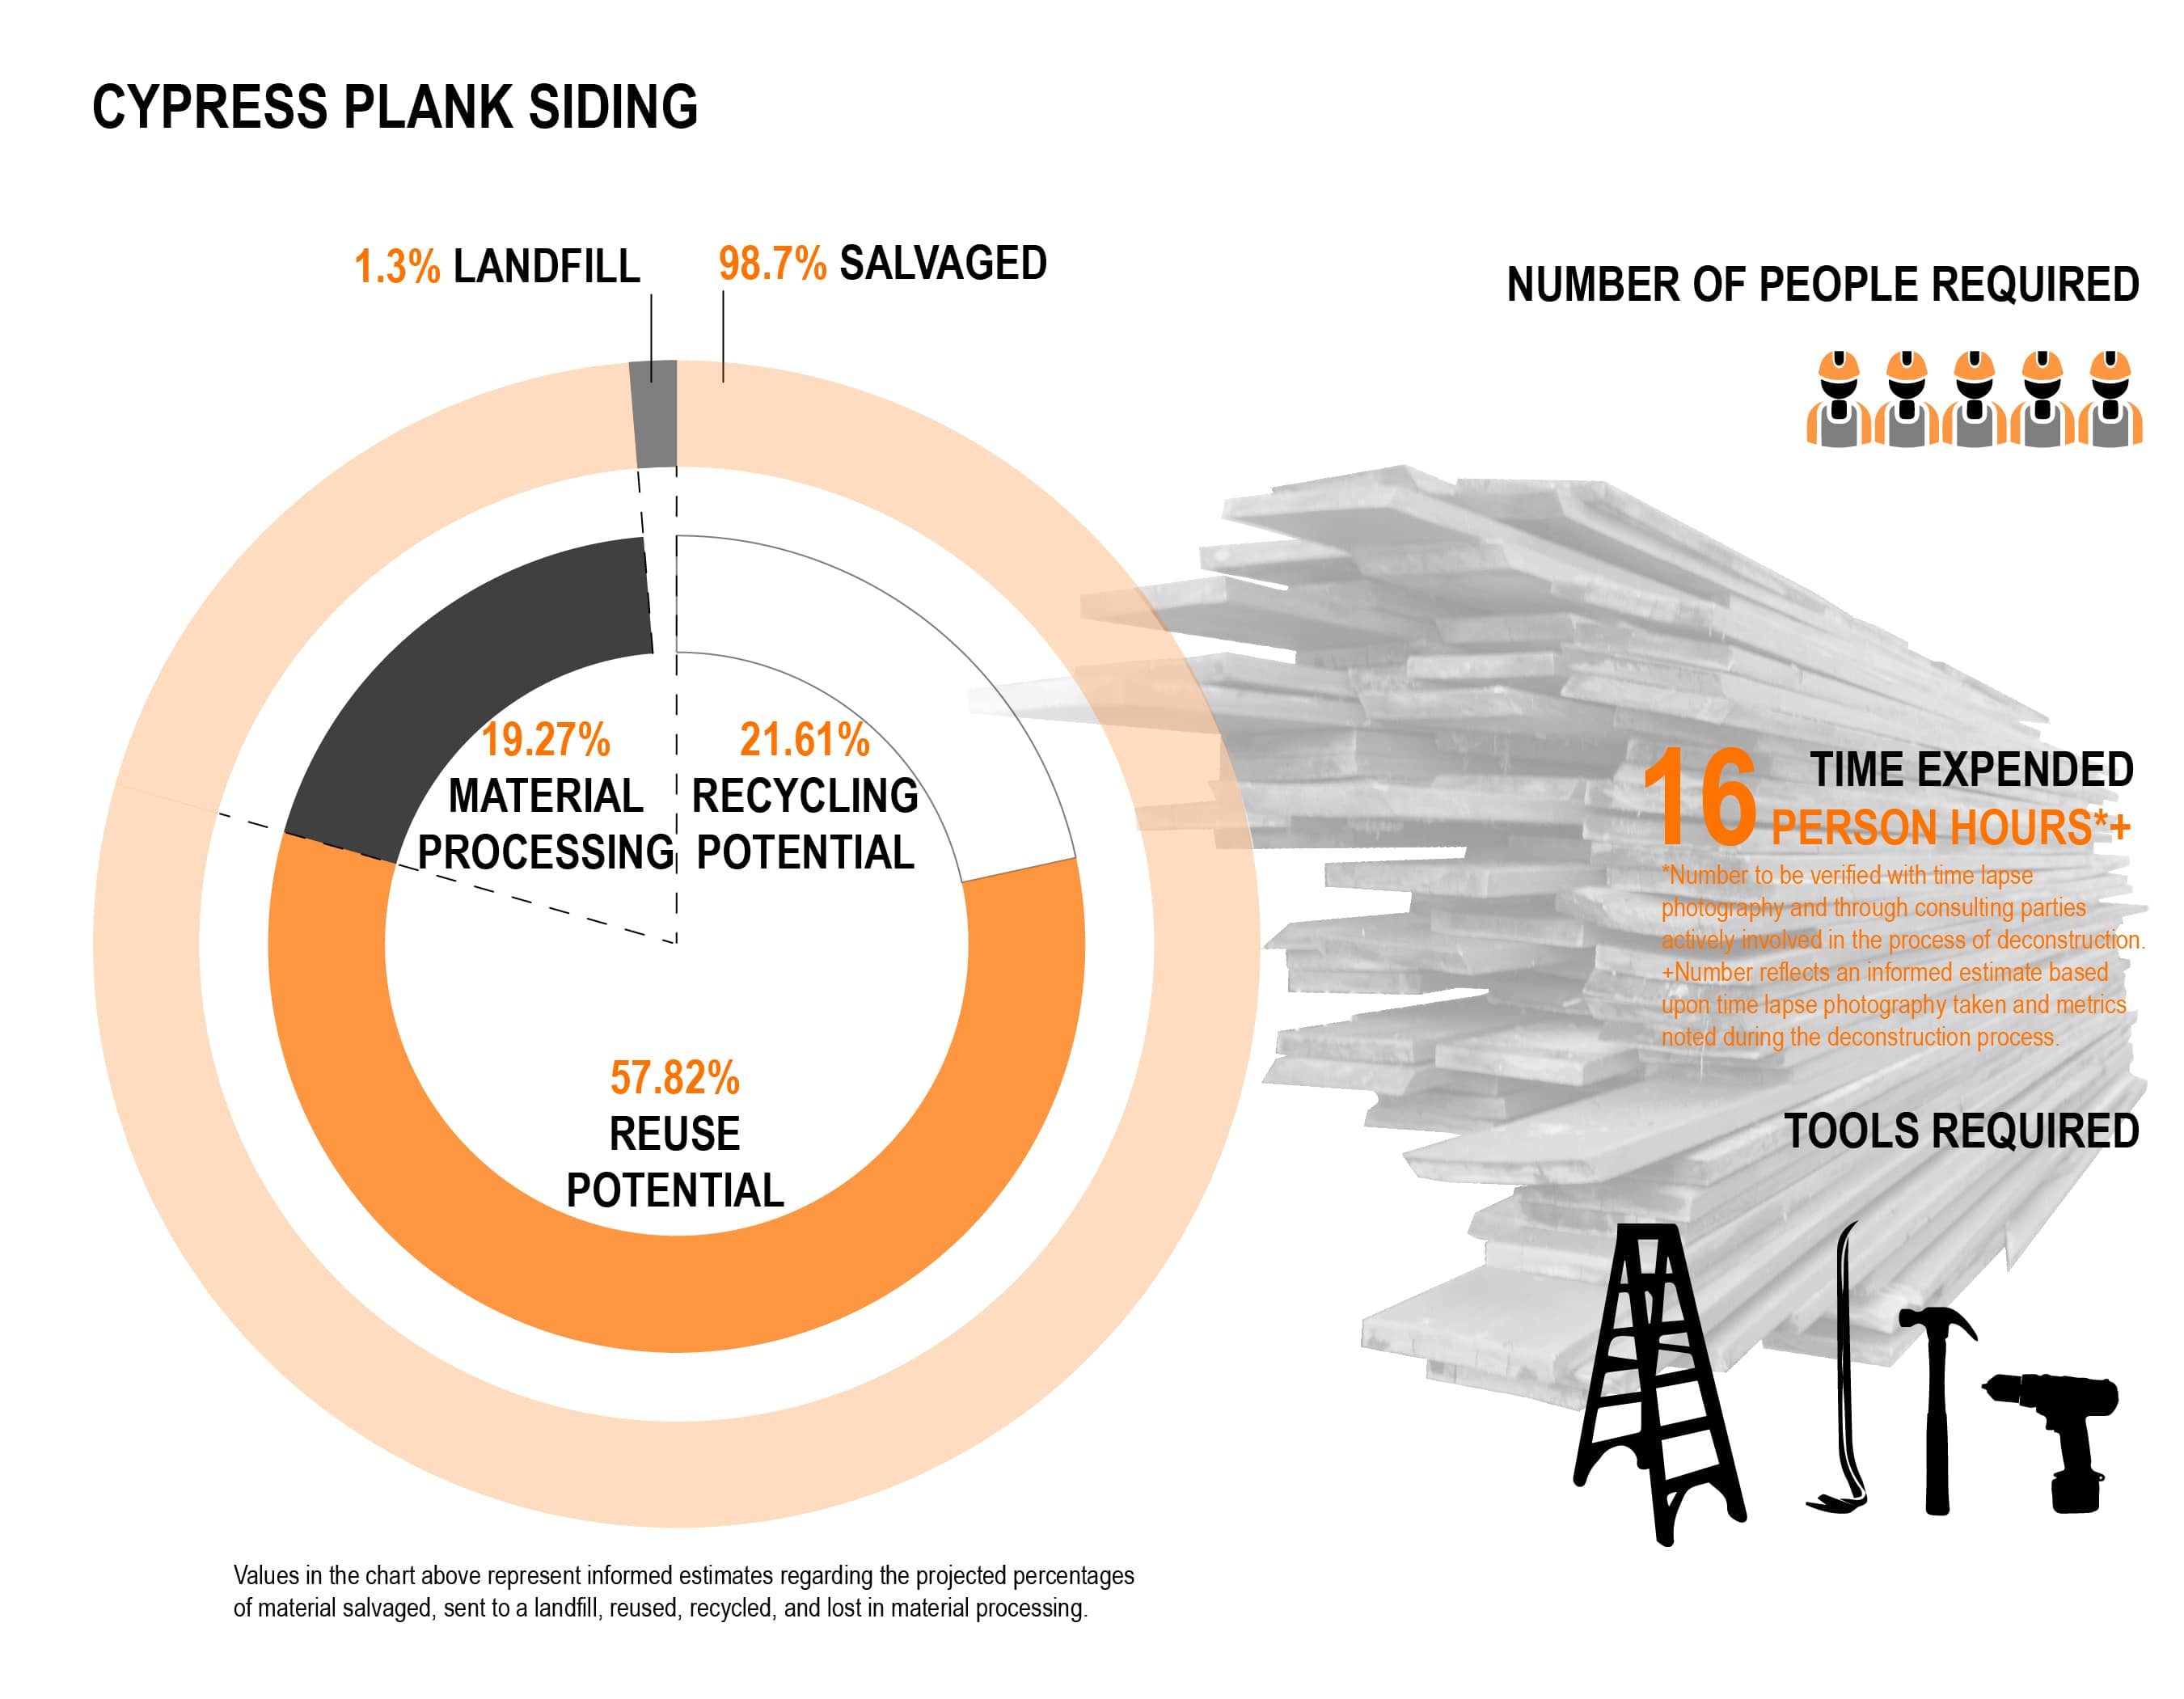 CYPRESS PLANK SIDING
1.3% LANDFILL
98.7% SALVAGED
19.27%
MATERIAL
PROCESSING
21.61%
RECYCLING
POTENTIAL
57.82%
REUSE
POTENTIAL
Values in the chart above represent informed estimates regarding the projected percentages
of material salvaged, sent to a landfill, reused, recycled, and lost in material processing.
NUMBER OF PEOPLE REQUIRED
16 TIME EXPENDED
PERSON HOURS*+
*Number to be verified with time lapse
photography and through consulting parties
actively involved in the process of deconstruction.
+Number reflects an informed estimate based
upon time lapse photography taken and metrics
noted during the deconstruction process.
TOOLS REQUIRED